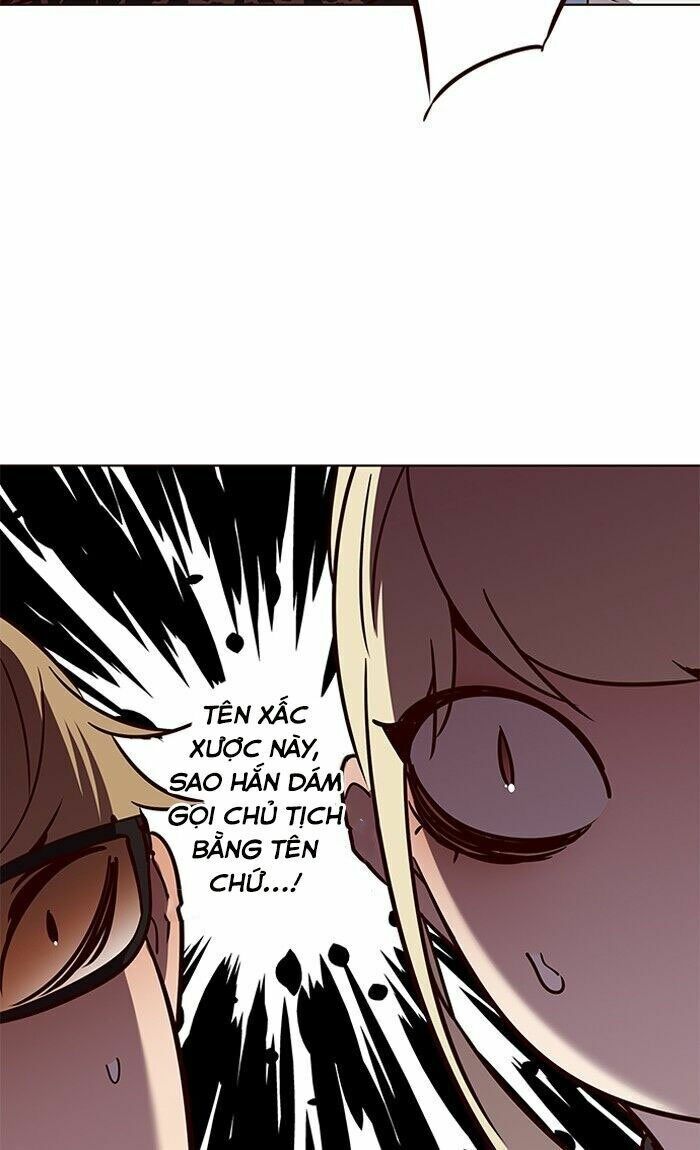 TÊN XẤC
XƯỢC NÀY,
SAO HẮN DÁM
GỌI CHỦ TỊCH
BẰNG TÊN
CHỨ...!